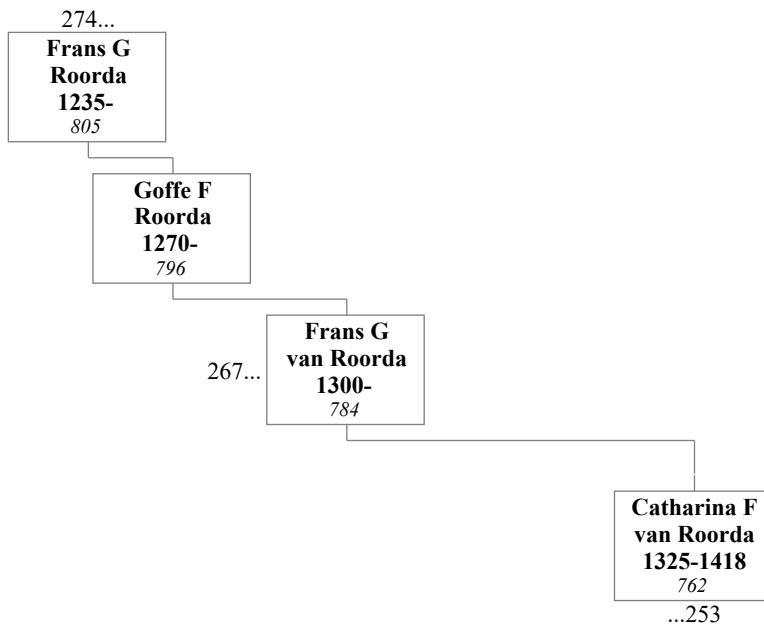 274...
Frans G
Roorda
1235-
805
Goffe F
Roorda
1270-
796
Frans G
van Roorda
1300-
784
267...
Catharina F
van Roorda
1325-1418
762
...253